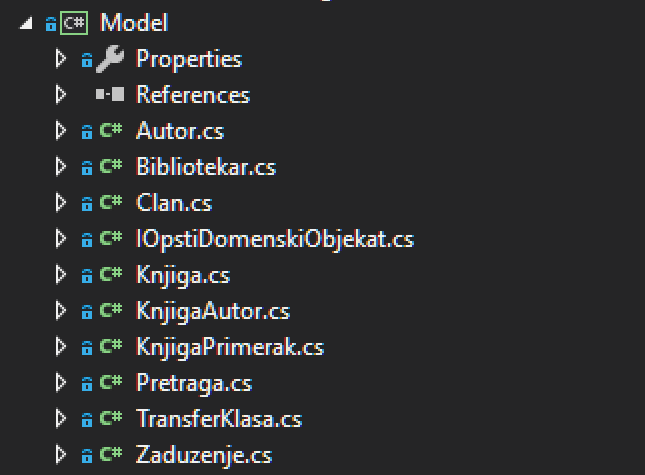 C# Model
Properties
References
C# Autor.cs
C# Bibliotekar.cs
C# Clan.cs
C# IOpstiDomenskiObjekat.cs
C# Knjiga.cs
C# KnjigaAutor.cs
C# KnjigaPrimerak.cs
C# Pretraga.cs
C# TransferKlasa.cs
C# Zaduzenje.cs